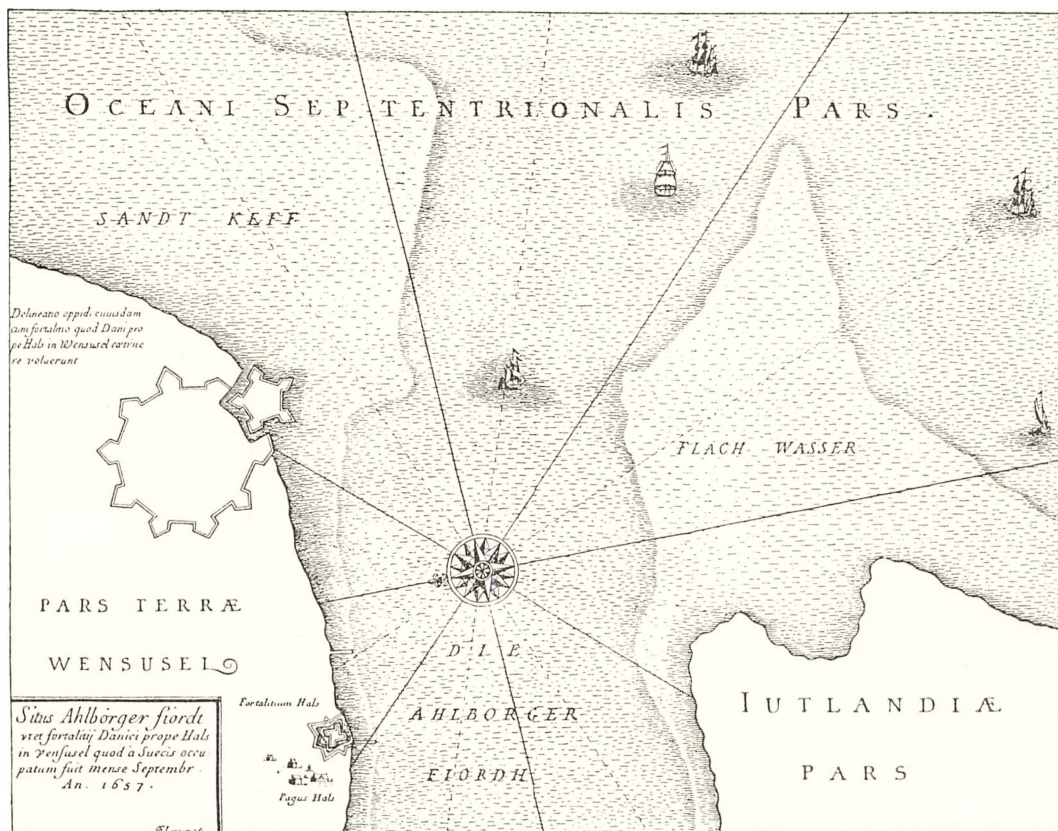 OCEANI SEPTENTRIONALIS PARS.
SANDT KEFF
Delineatio oppidi cuiusdam
cum fortalitio quod Dani pro
pe Hals in Wensusel extrue
re voluerunt
FLACH WASSER
PARS TERRÆ
WENSUSEL
DIE
AHLBORGER
FIORDH
IUTLANDIÆ
PARS
Fortalitium Hals
Pagus Hals
Situs Ahlborger fiordt
vt et fortalitij Danici prope Hals
in Vensusel quod à Suecis occu
patum fuit mense Septembr.
An. 1657.